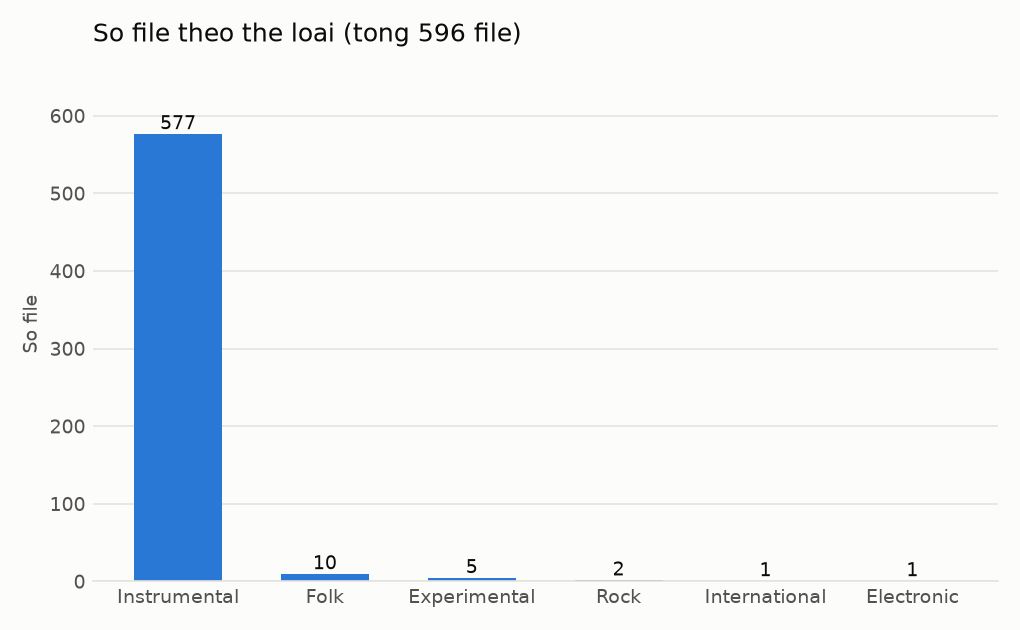 So file theo the loai (tong 596 file)
So file
600
500
400
300
200
100
0
577
10
5
2
1
1
Instrumental
Folk
Experimental
Rock
International
Electronic